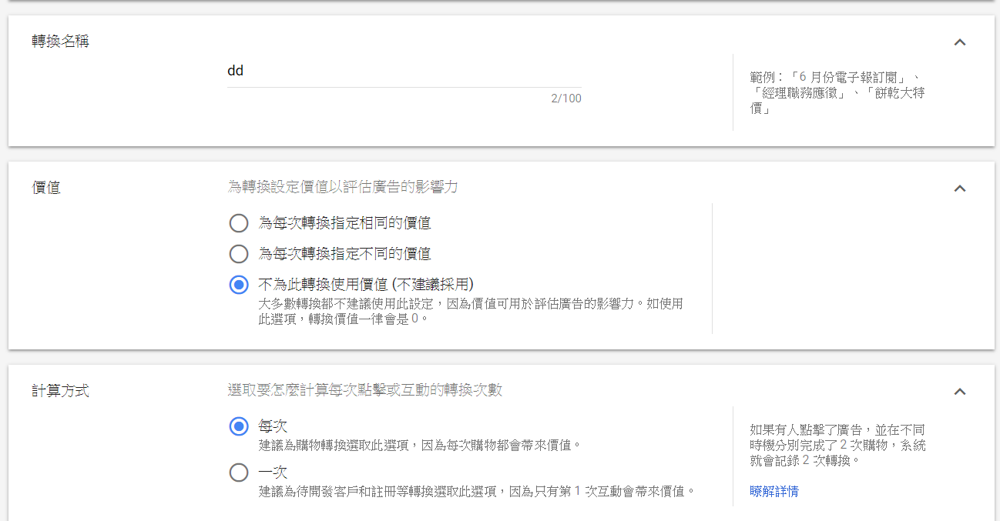 轉換名稱
dd
2/100
範例：「6 月份電子報訂閱」、
「經理職務應徵」、「餅乾大特
價」
價值
為轉換設定價值以評估廣告的影響力
為每次轉換指定相同的價值
為每次轉換指定不同的價值
不為此轉換使用價值 (不建議採用)
大多數轉換都不建議使用此設定，因為價值可用於評估廣告的影響力。如使用
此選項，轉換價值一律會是 0。
計算方式
選取要怎麼計算每次點擊或互動的轉換次數
每次
建議為購物轉換選取此選項，因為每次購物都會帶來價值。
一次
建議為待開發客戶和註冊等轉換選取此選項，因為只有第 1 次互動會帶來價值。
如果有人點擊了廣告，並在不同
時機分別完成了 2 次購物，系統
就會記錄 2 次轉換。
瞭解詳情